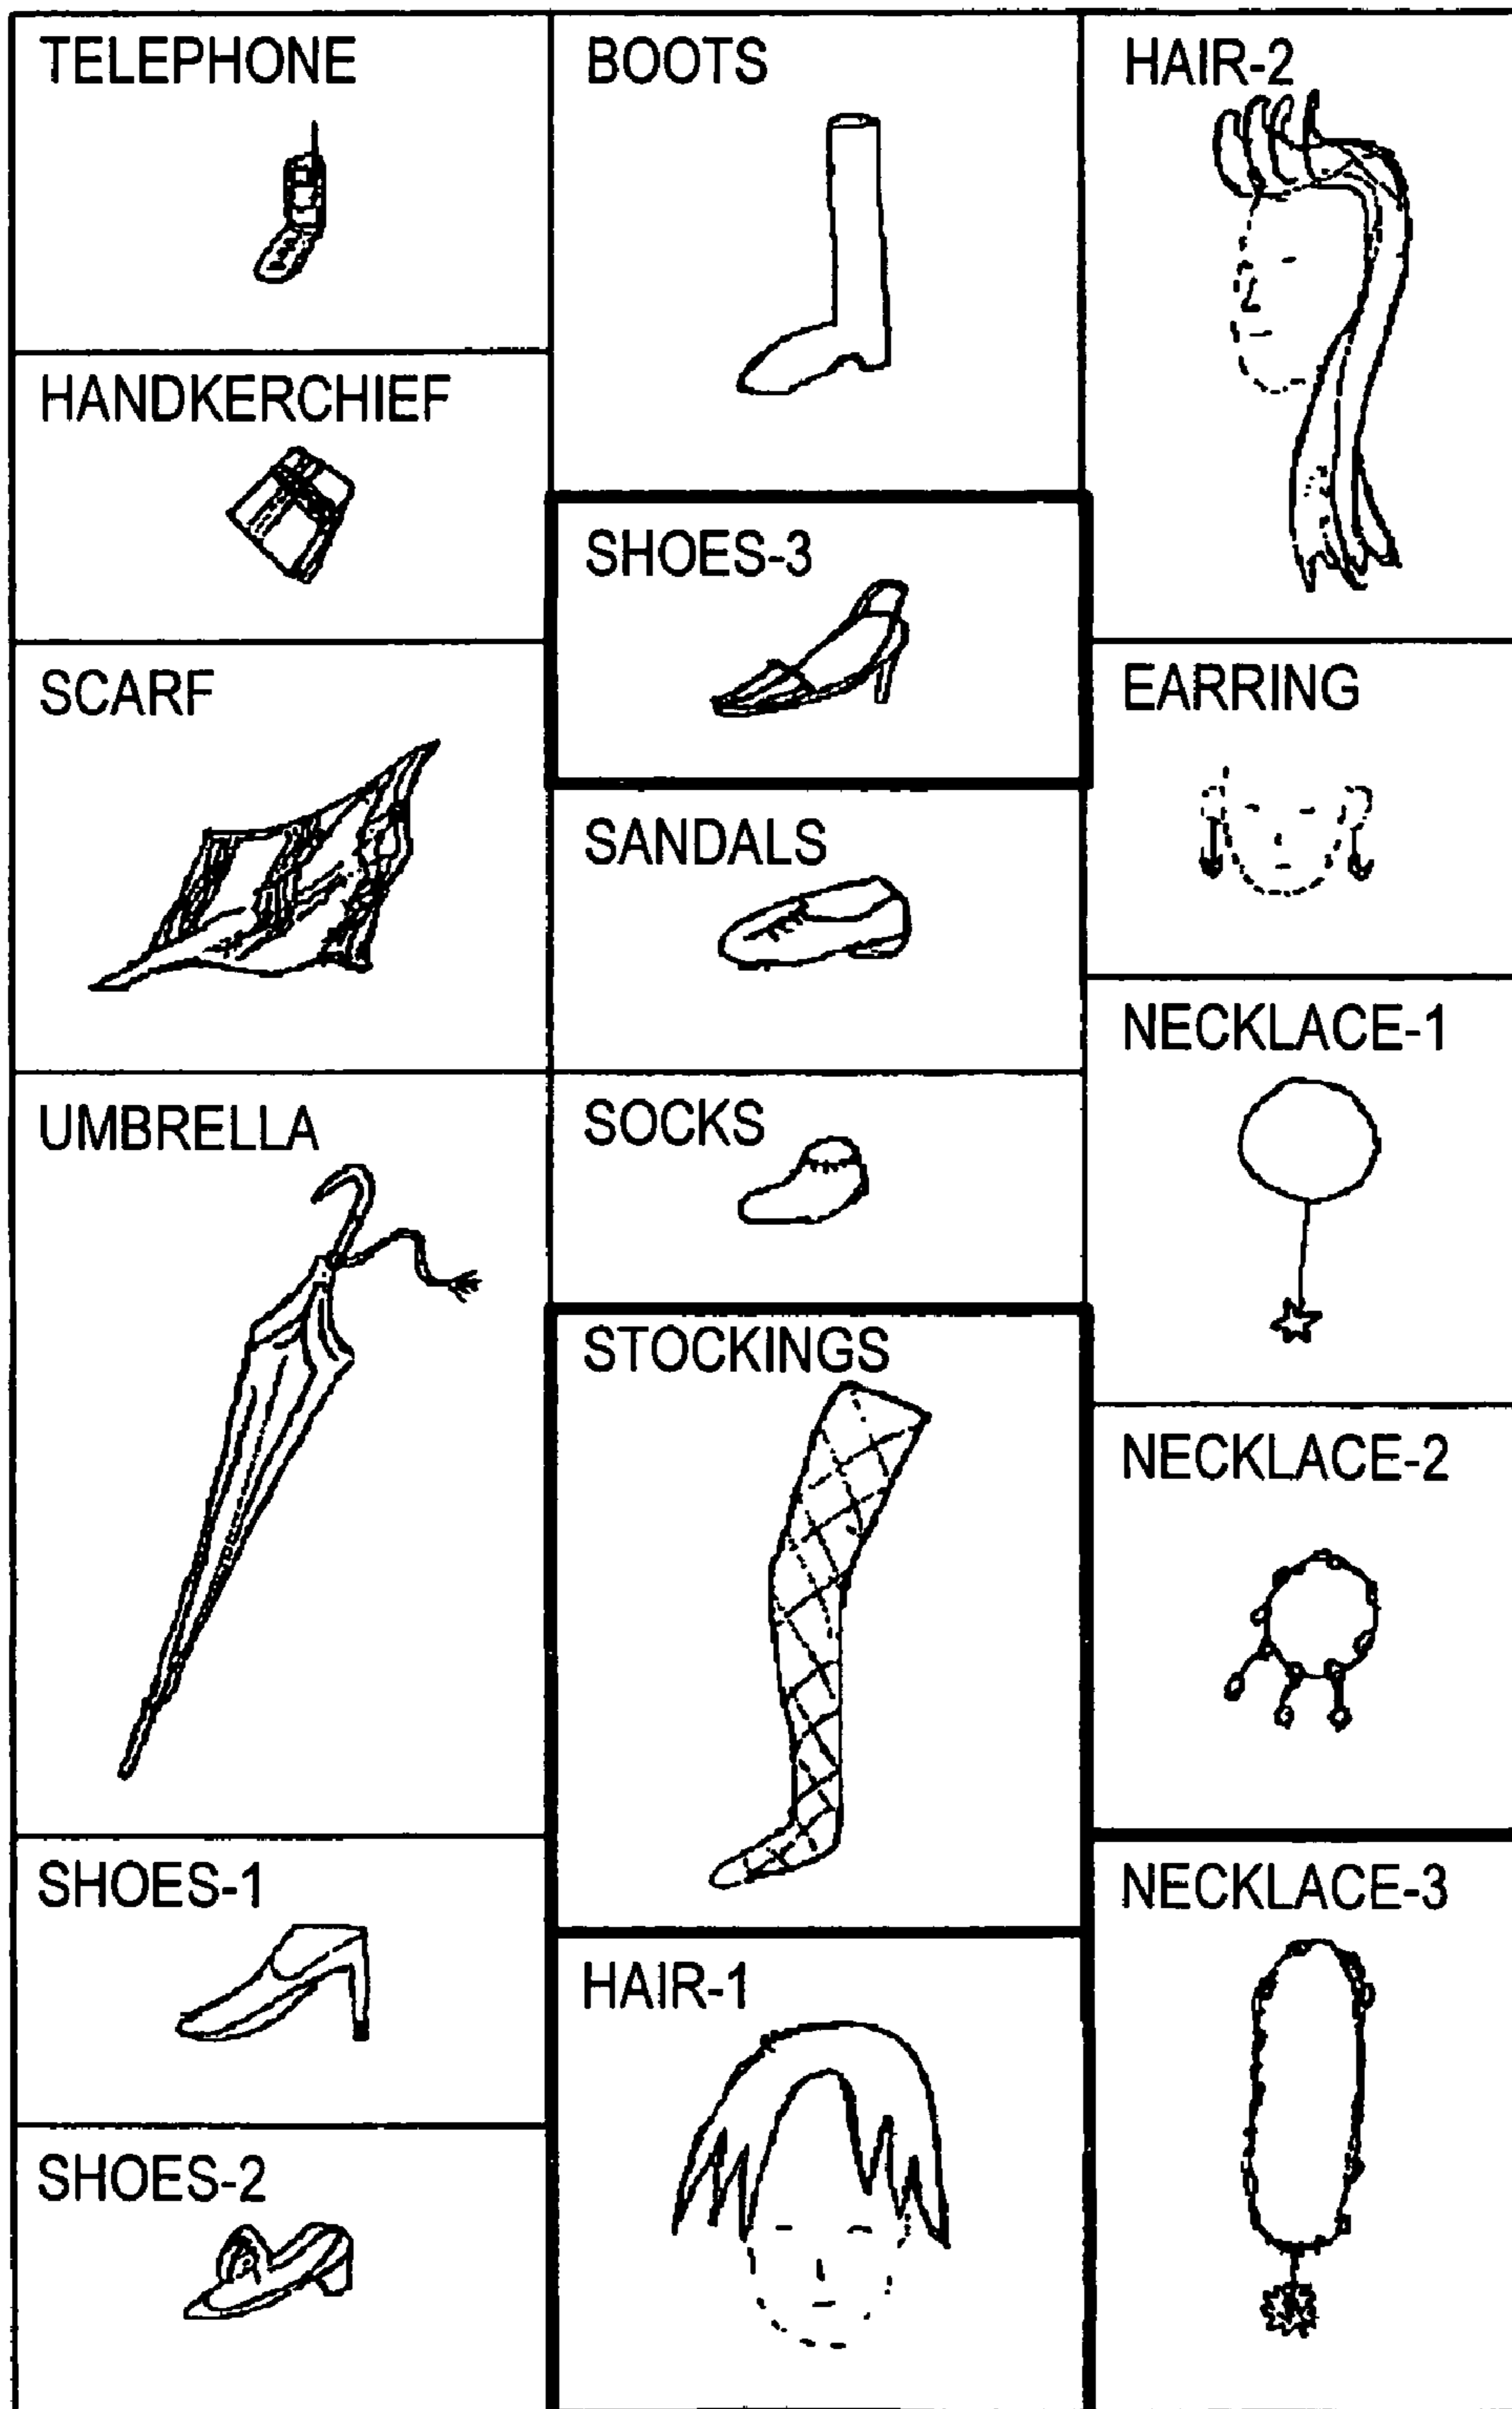 TELEPHONE
HANDKERCHIEF
SCARF
UMBRELLA
SHOES-1
SHOES-2
BOOTS
SHOES-3
SANDALS
SOCKS
STOCKINGS
HAIR-1
HAIR-2
EARRING
NECKLACE-1
NECKLACE-2
NECKLACE-3